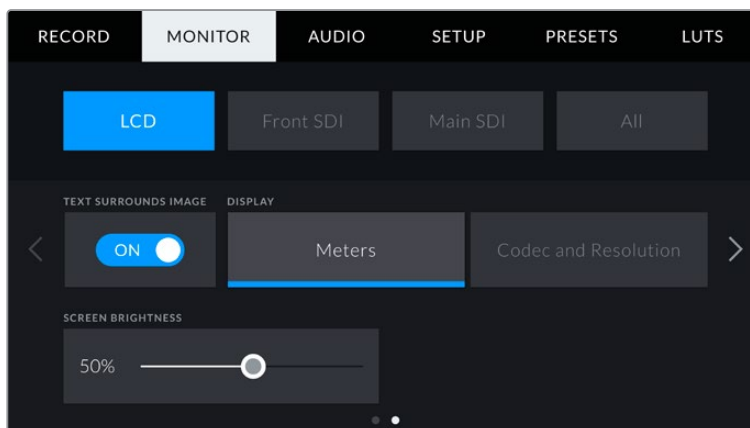 RECORD MONITOR AUDIO SETUP PRESETS LUTS
LCD Front SDI Main SDI All
TEXT SURROUNDS IMAGE DISPLAY
ON Meters Codec and Resolution
SCREEN BRIGHTNESS
50%